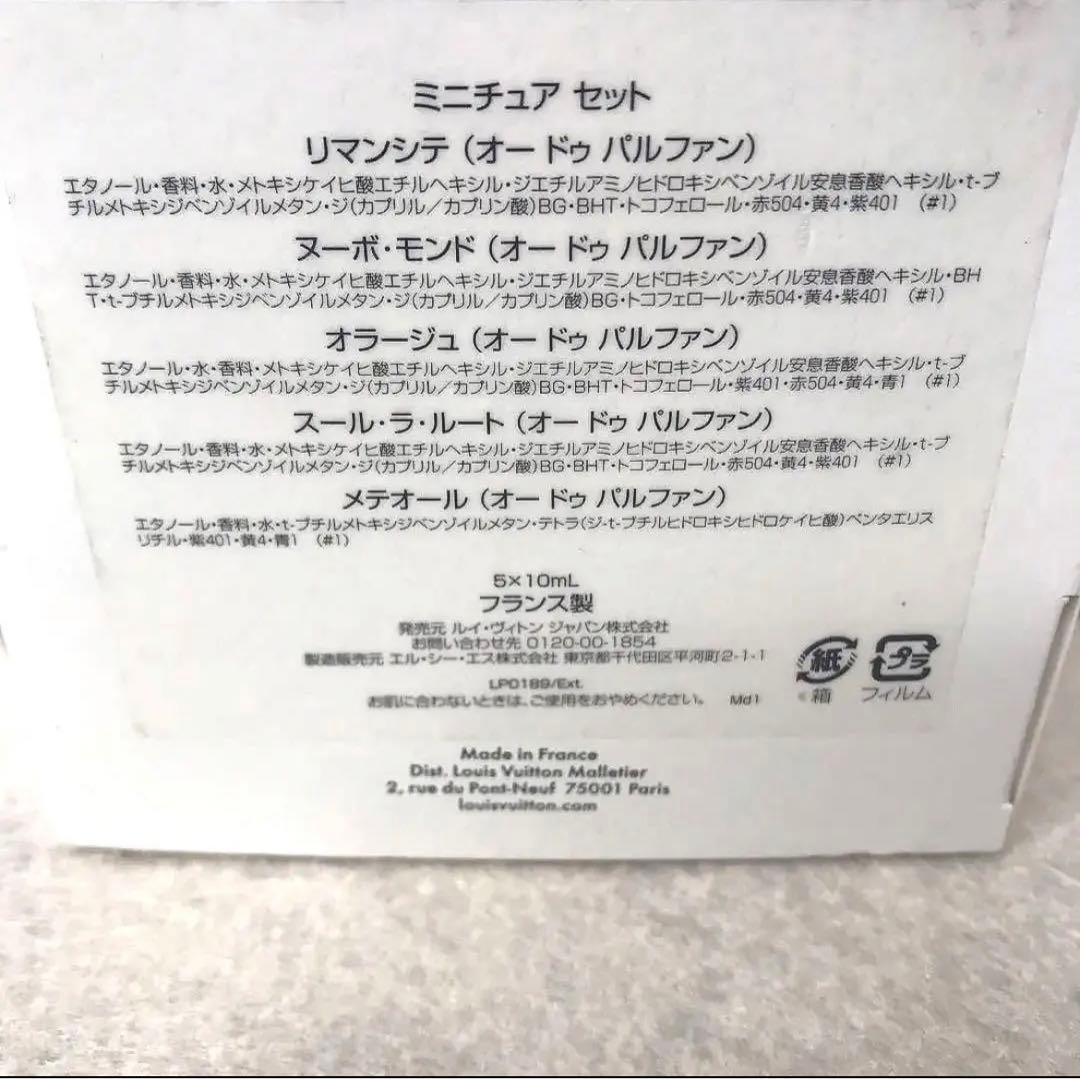 ミニチュア セット
リマンシテ (オー ドゥ パルファン)
エタノール・香料・水・メトキシケイヒ酸エチルヘキシル・ジエチルアミノヒドロキシベンゾイル安息香酸ヘキシル・t-ブ
チルメトキシジベンゾイルメタン・ジ(カプリル/カプリン酸)BG・BHT・トコフェロール・赤504・黄4・紫401 (#1)
ヌーボ・モンド (オー ドゥ パルファン)
エタノール・香料・水・メトキシケイヒ酸エチルヘキシル・ジエチルアミノヒドロキシベンゾイル安息香酸ヘキシル・BH
T・t-ブチルメトキシジベンゾイルメタン・ジ(カプリル/カプリン酸)BG・トコフェロール・赤504・黄4・紫401 (#1)
オラージュ (オー ドゥ パルファン)
エタノール・水・香料・メトキシケイヒ酸エチルヘキシル・ジエチルアミノヒドロキシベンゾイル安息香酸ヘキシル・t-ブ
チルメトキシジベンゾイルメタン・ジ(カプリル/カプリン酸)BG・BHT・トコフェロール・紫401・赤504・黄4・青1 (#1)
スール・ラ・ルート (オー ドゥ パルファン)
エタノール・香料・水・メトキシケイヒ酸エチルヘキシル・ジエチルアミノヒドロキシベンゾイル安息香酸ヘキシル・t-ブ
チルメトキシジベンゾイルメタン・ジ(カプリル/カプリン酸)BG・BHT・トコフェロール・赤504・黄4・紫401 (#1)
メテオール (オー ドゥ パルファン)
エタノール・香料・水・t-ブチルメトキシジベンゾイルメタン・テトラ(ジ-t-ブチルヒドロキシヒドロケイヒ酸)ペンタエリス
リチル・紫401・黄4・青1 (#1)
5×10mL
フランス製
発売元 ルイ・ヴィトン ジャパン株式会社
お問い合わせ先 0120-00-1854
製造販売元 エル・シー・エス株式会社 東京都千代田区平河町2-1-1
LP0189/Ext.
お肌に合わないときは、ご使用をおやめください。 Md1
紙 プラ
箱 フィルム
Made in France
Dist. Louis Vuitton Malletier
2, rue du Pont-Neuf 75001 Paris
louisvuitton.com